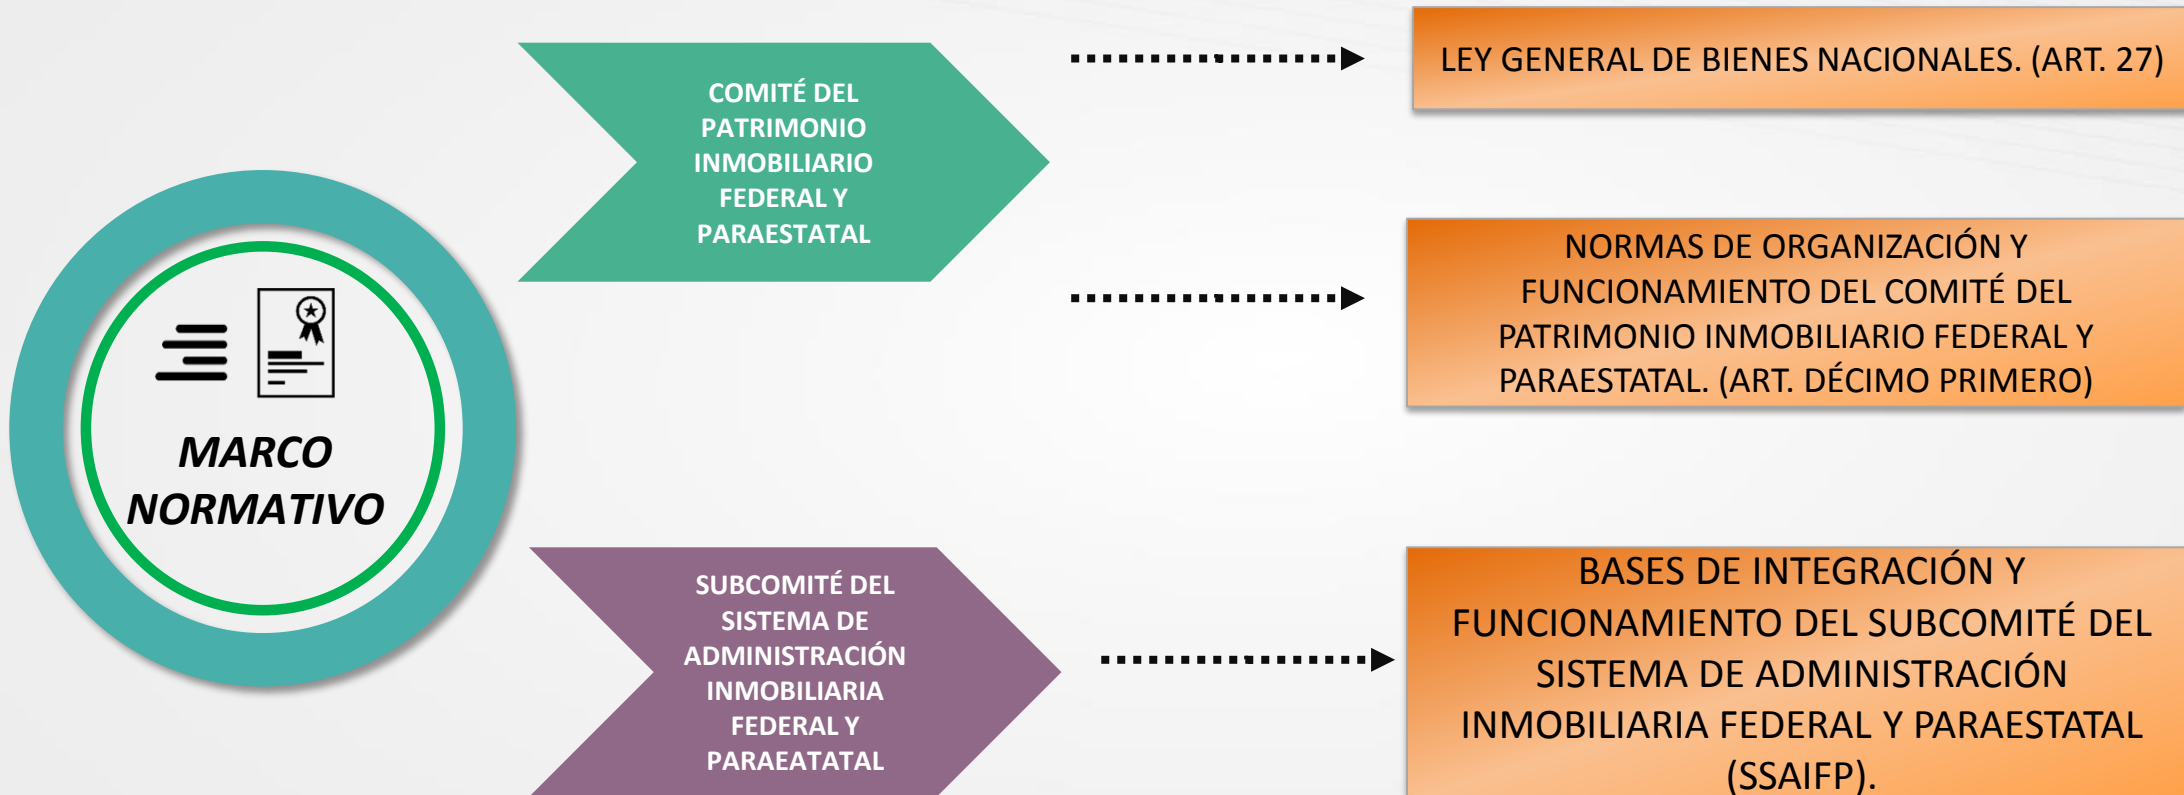 MARCO
NORMATIVO
COMITÉ DEL
PATRIMONIO
INMOBILIARIO
FEDERAL Y
PARAESTATAL
LEY GENERAL DE BIENES NACIONALES. (ART. 27)
NORMAS DE ORGANIZACIÓN Y
FUNCIONAMIENTO DEL COMITÉ DEL
PATRIMONIO INMOBILIARIO FEDERAL Y
PARAESTATAL. (ART. DÉCIMO PRIMERO)
SUBCOMITÉ DEL
SISTEMA DE
ADMINISTRACIÓN
INMOBILIARIA
FEDERAL Y
PARAEATATAL
BASES DE INTEGRACIÓN Y
FUNCIONAMIENTO DEL SUBCOMITÉ DEL
SISTEMA DE ADMINISTRACIÓN
INMOBILIARIA FEDERAL Y PARAESTATAL
(SSAIFP).